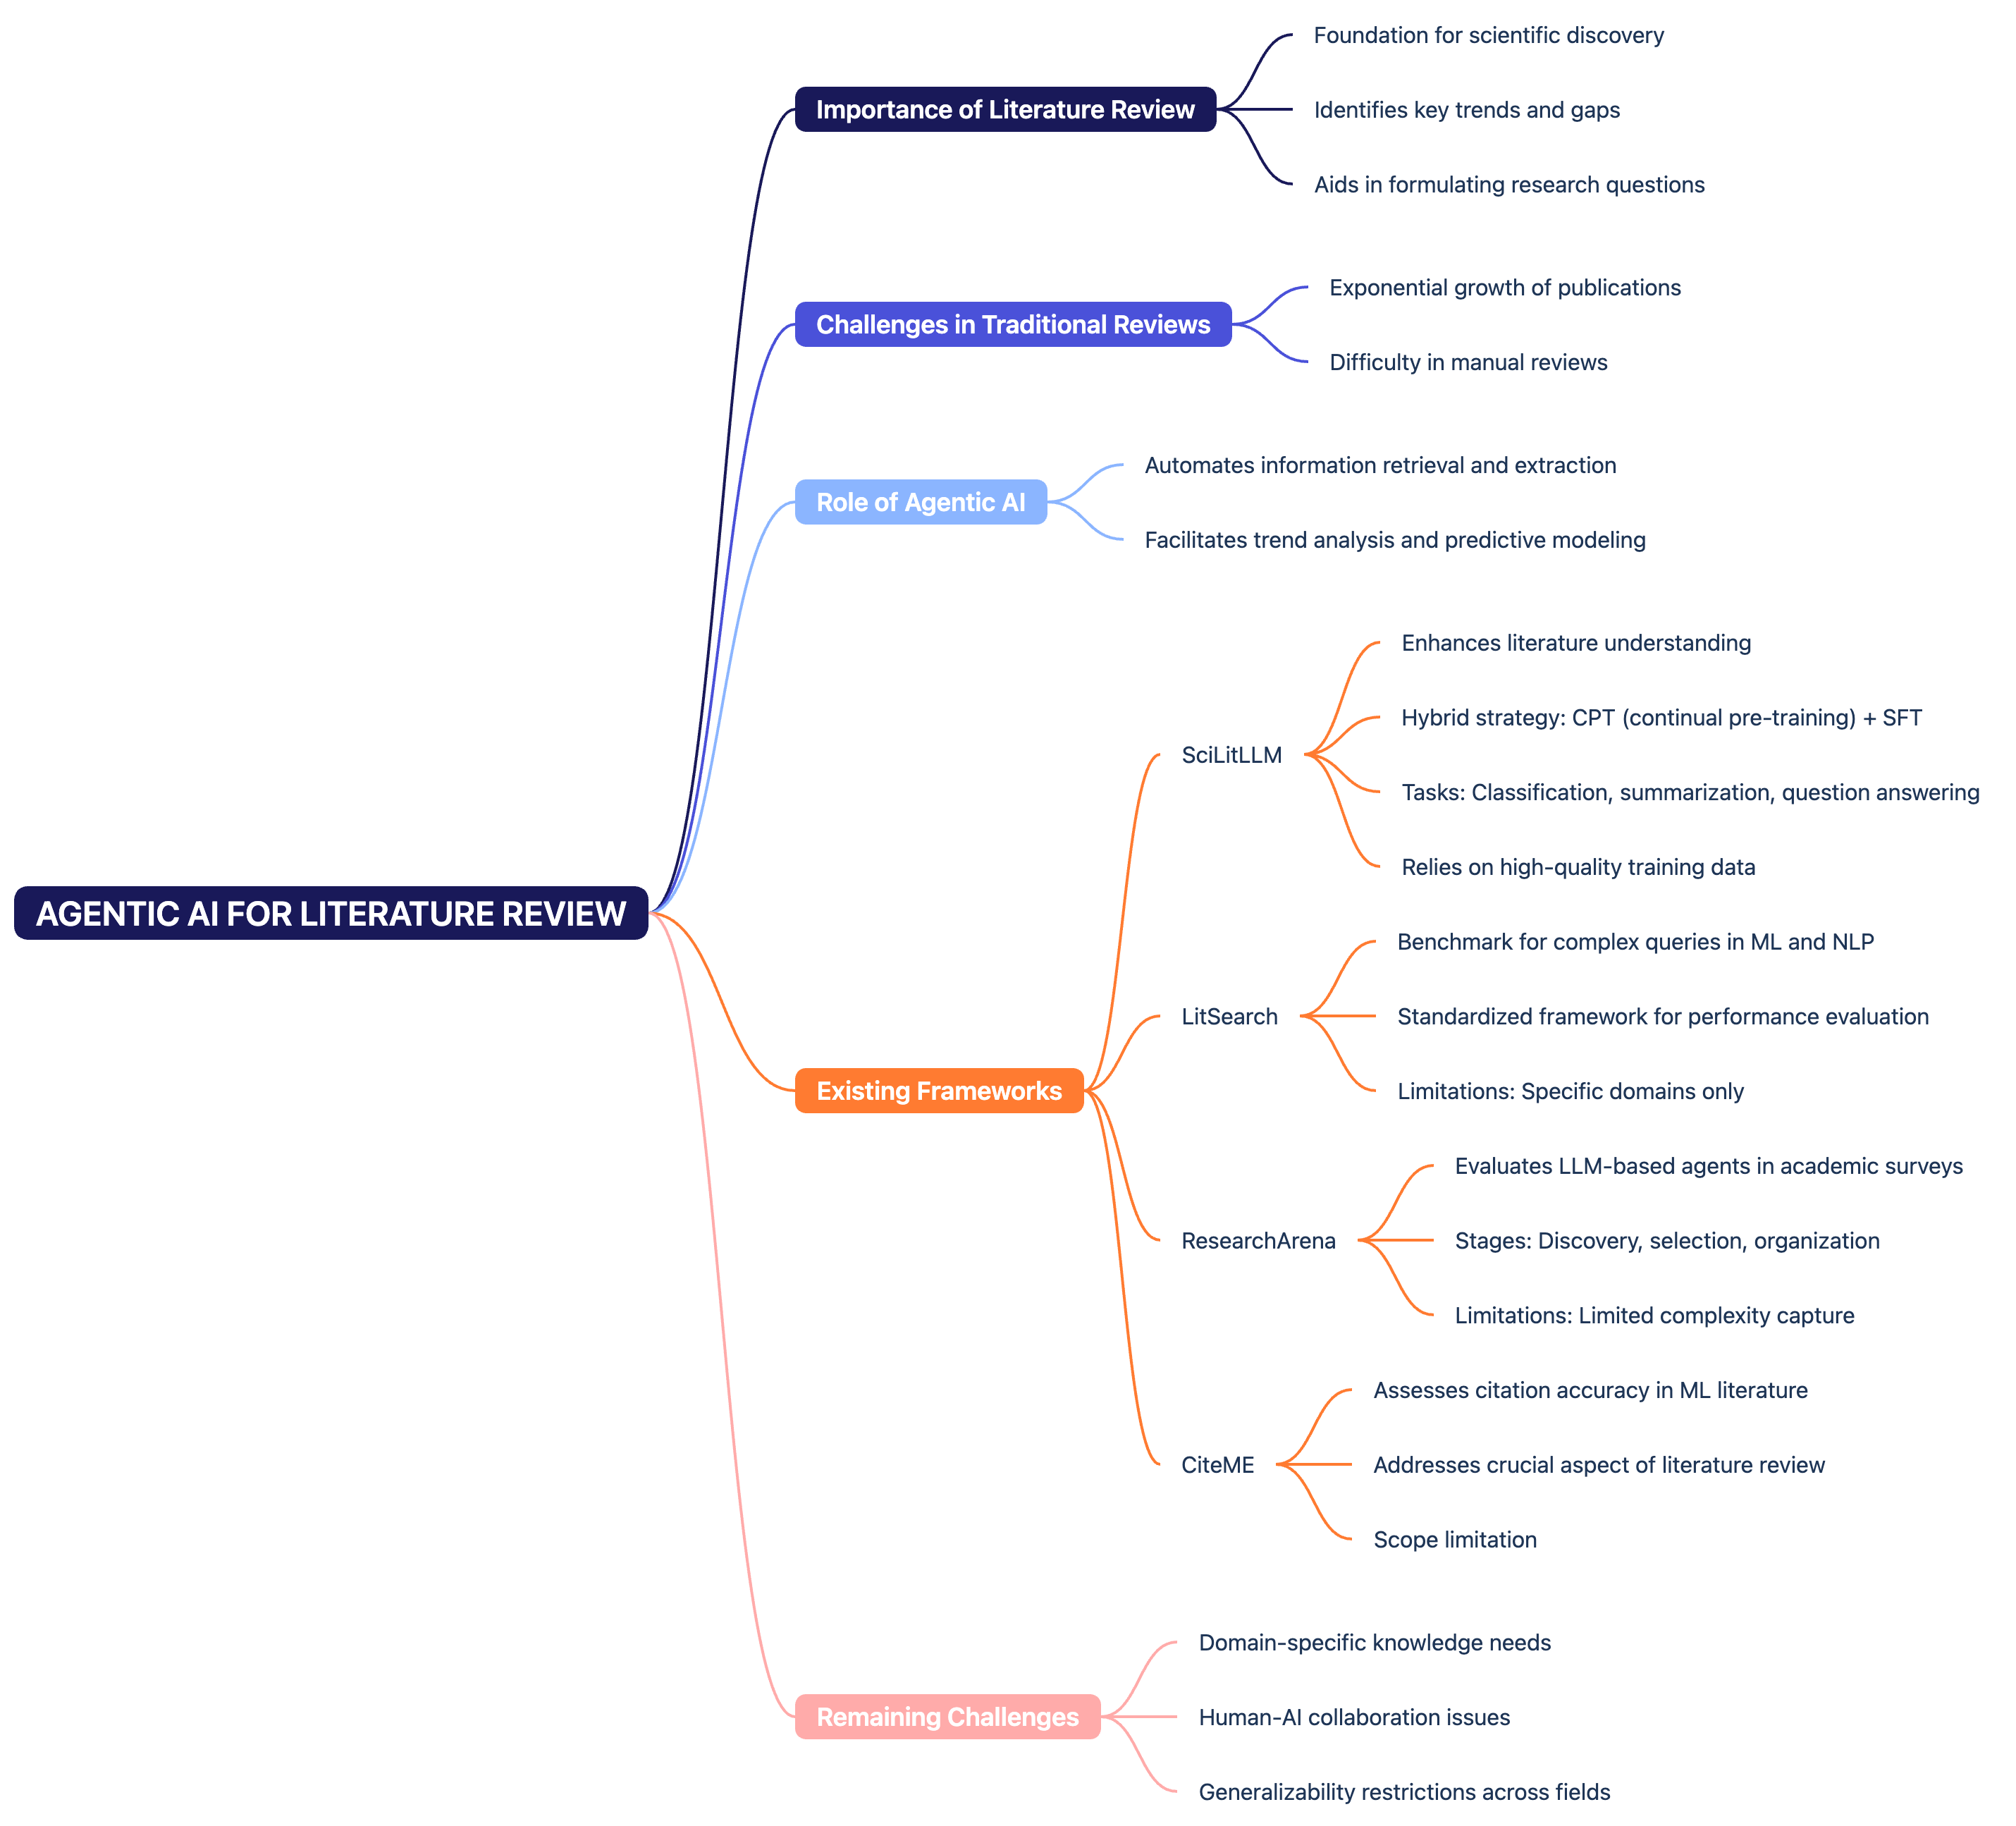 AGENTIC AI FOR LITERATURE REVIEW
Importance of Literature Review
Foundation for scientific discovery
Identifies key trends and gaps
Aids in formulating research questions
Challenges in Traditional Reviews
Exponential growth of publications
Difficulty in manual reviews
Role of Agentic AI
Automates information retrieval and extraction
Facilitates trend analysis and predictive modeling
Existing Frameworks
SciLitLLM
Enhances literature understanding
Hybrid strategy: CPT (continual pre-training) + SFT
Tasks: Classification, summarization, question answering
Relies on high-quality training data
LitSearch
Benchmark for complex queries in ML and NLP
Standardized framework for performance evaluation
Limitations: Specific domains only
ResearchArena
Evaluates LLM-based agents in academic surveys
Stages: Discovery, selection, organization
Limitations: Limited complexity capture
CiteME
Assesses citation accuracy in ML literature
Addresses crucial aspect of literature review
Scope limitation
Remaining Challenges
Domain-specific knowledge needs
Human-AI collaboration issues
Generalizability restrictions across fields